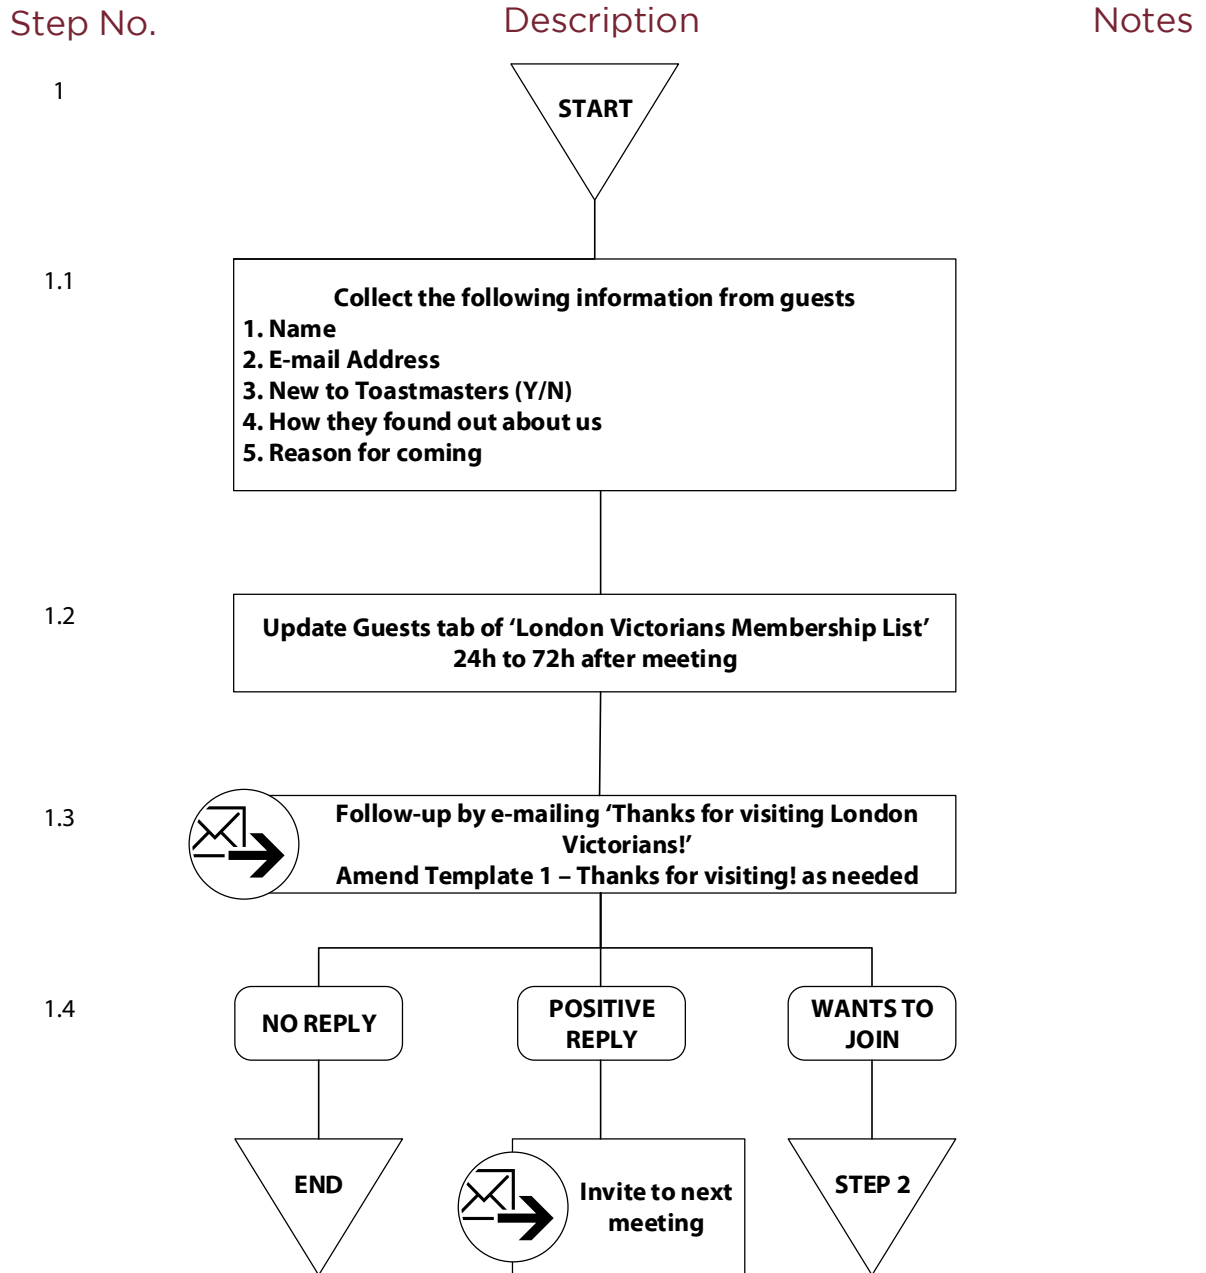 Step No.
Description
Notes
1
START
1.1
Collect the following information from guests
1. Name
2. E-mail Address
3. New to Toastmasters (Y/N)
4. How they found out about us
5. Reason for coming
1.2
Update Guests tab of ‘London Victorians Membership List’
24h to 72h after meeting
1.3
Follow-up by e-mailing ‘Thanks for visiting London
Victorians!’
Amend Template 1 – Thanks for visiting! as needed
1.4
NO REPLY
POSITIVE
REPLY
WANTS TO
JOIN
END
Invite to next
meeting
STEP 2